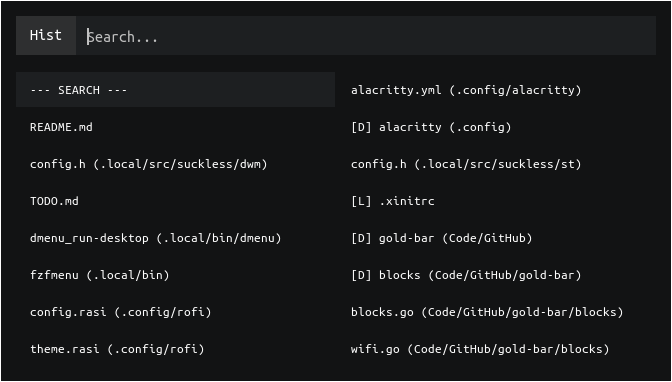 Hist
Search...
--- SEARCH ---
README.md
config.h (.local/src/suckless/dwm)
TODO.md
dmenu_run-desktop (.local/bin/dmenu)
fzfmenu (.local/bin)
config.rasi (.config/rofi)
theme.rasi (.config/rofi)
alacritty.yml (.config/alacritty)
[D] alacritty (.config)
config.h (.local/src/suckless/st)
[L] .xinitrc
[D] gold-bar (Code/GitHub)
[D] blocks (Code/GitHub/gold-bar)
blocks.go (Code/GitHub/gold-bar/blocks)
wifi.go (Code/GitHub/gold-bar/blocks)